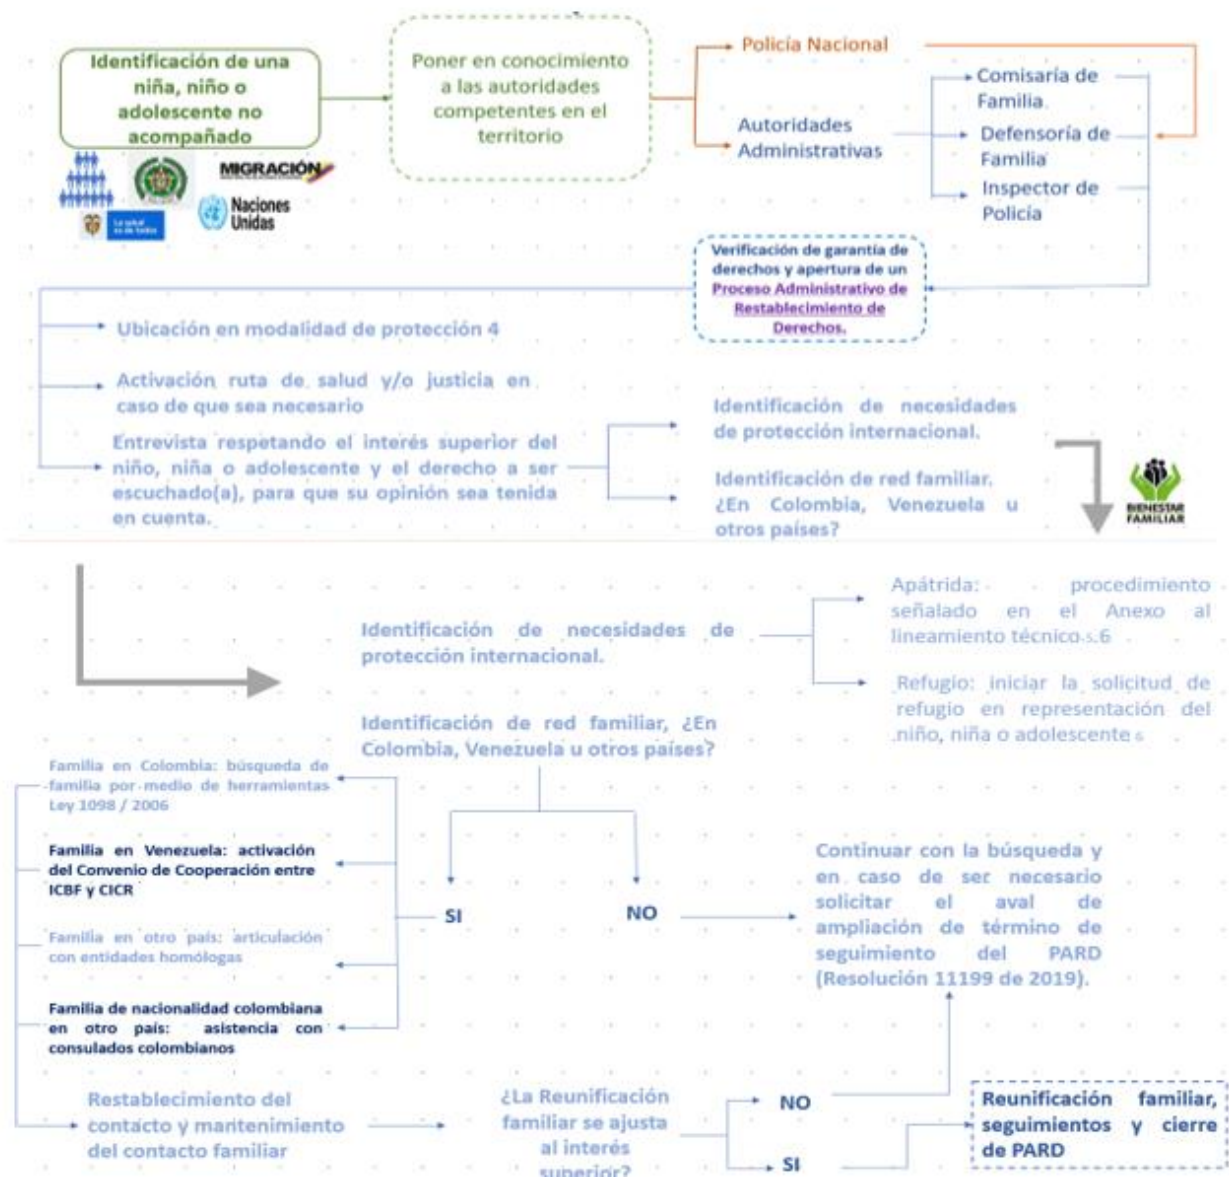 Identificación de una
niña, niño o
adolescente no
acompañado
MIGRACIÓN
Naciones
Unidas
La salud
es de todos
Poner en conocimiento
a las autoridades
competentes en el
territorio
Policía Nacional
Autoridades
Administrativas
Comisaría de
Familia
Defensoría de
Familia
Inspector de
Policía
Verificación de garantía de
derechos y apertura de un
Proceso Administrativo de
Restablecimiento de
Derechos.
Ubicación en modalidad de protección 4
Activación ruta de salud y/o justicia en
caso de que sea necesario
Entrevista respetando el interés superior del
niño, niña o adolescente y el derecho a ser
escuchado(a), para que su opinión sea tenida
en cuenta.
Identificación de necesidades
de protección internacional.
Identificación de red familiar.
¿En Colombia, Venezuela u
otros países?
BIENESTAR
FAMILIAR
Identificación de necesidades de
protección internacional.
Apátrida: procedimiento
señalado en el Anexo al
lineamiento técnico 5.6
Refugio: iniciar la solicitud de
refugio en representación del
niño, niña o adolescente 6
Identificación de red familiar, ¿En
Colombia, Venezuela u otros países?
Familia en Colombia: búsqueda de
familia por medio de herramientas
Ley 1098 / 2006
Familia en Venezuela: activación
del Convenio de Cooperación entre
ICBF y CICR
Familia en otro país: articulación
con entidades homólogas
Familia de nacionalidad colombiana
en otro país: asistencia con
consulados colombianos
SI
NO
Continuar con la búsqueda y
en caso de ser necesario
solicitar el aval de
ampliación de término de
seguimiento del PARD
(Resolución 11199 de 2019).
Restablecimiento del
contacto y mantenimiento
del contacto familiar
¿La Reunificación
familiar se ajusta
al interés
superior?
NO
SI
Reunificación familiar,
seguimientos y cierre
de PARD